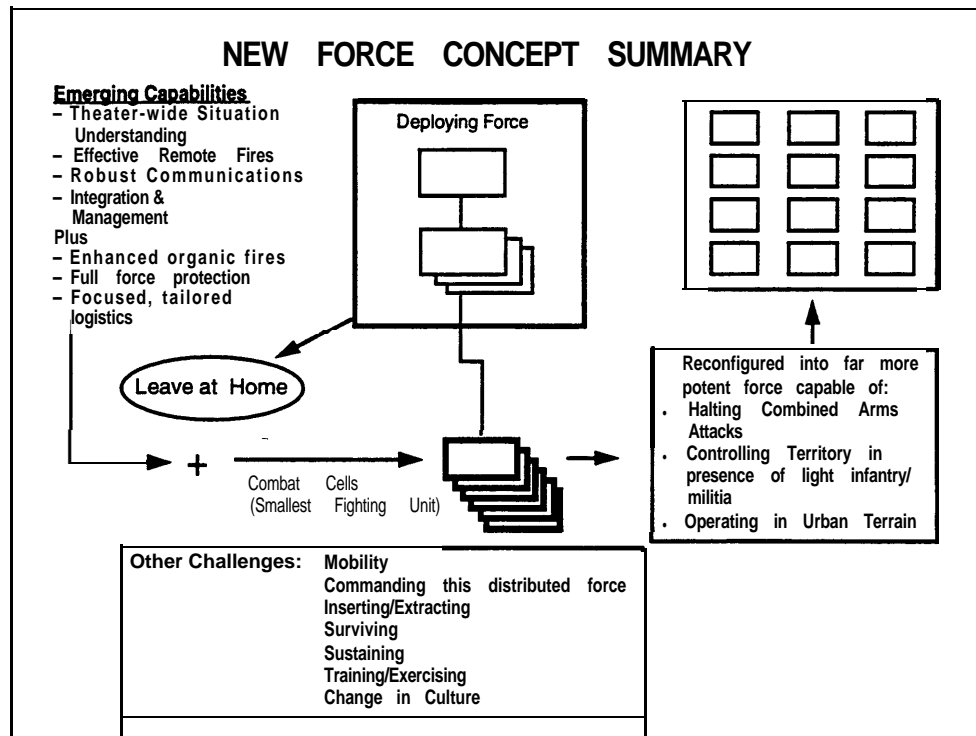 NEW FORCE CONCEPT SUMMARY
Emerging Capabilities
– Theater-wide Situation
Understanding
– Effective Remote Fires
– Robust Communications
– Integration &
Management
Plus
– Enhanced organic fires
– Full force protection
– Focused, tailored
logistics
Deploying Force
Leave at Home
+
Combat Cells
(Smallest Fighting Unit)
Reconfigured into far more
potent force capable of:
• Halting Combined Arms
Attacks
• Controlling Territory in
presence of light infantry/
militia
• Operating in Urban Terrain
Other Challenges: Mobility
Commanding this distributed force
Inserting/Extracting
Surviving
Sustaining
Training/Exercising
Change in Culture